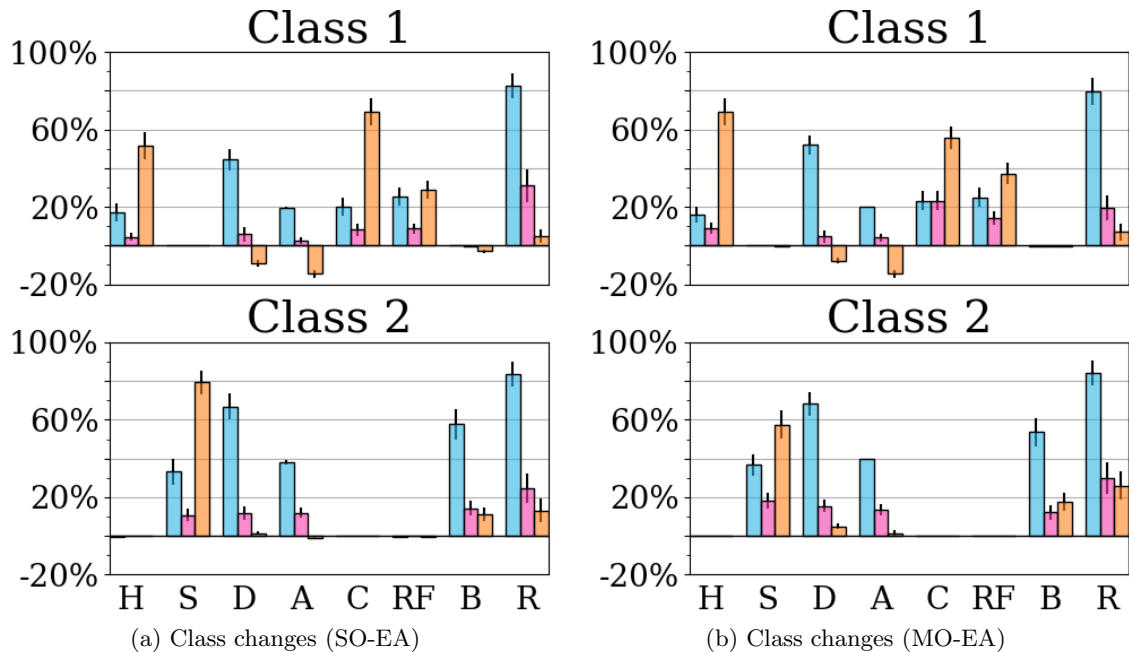 Class 1
100%
60%
20%
-20%
Class 2
100%
60%
20%
-20%
H S D A C RF B R
(a) Class changes (SO-EA)
Class 1
100%
60%
20%
-20%
Class 2
100%
60%
20%
-20%
H S D A C RF B R
(b) Class changes (MO-EA)